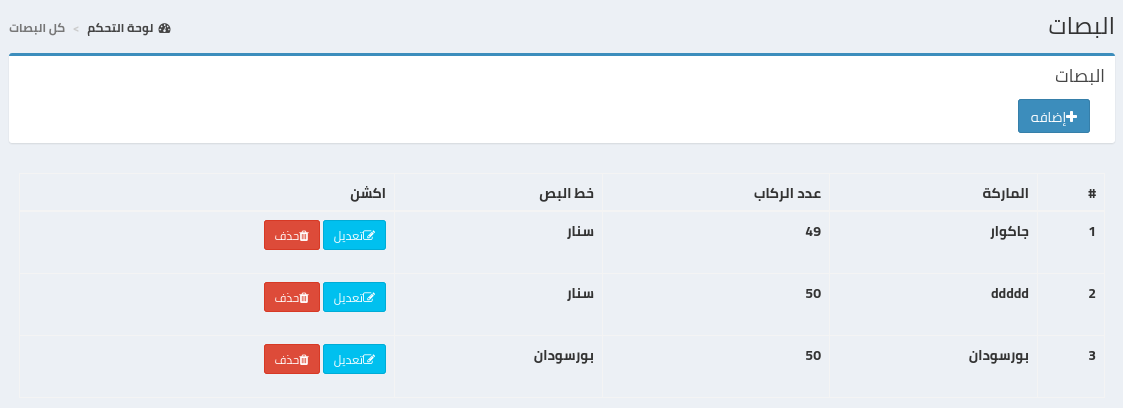 البصات
لوحة التحكم > كل البصات
البصات
إضافه
# الماركة عدد الركاب خط البص اكشن
1 جاكوار 49 سنار تعديل حذف
2 ddddd 50 سنار تعديل حذف
3 بورسودان 50 بورسودان تعديل حذف